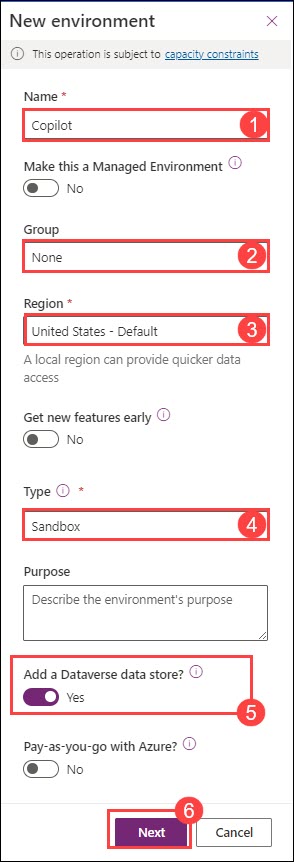 New environment
This operation is subject to capacity constraints
Name *
Copilot
1
Make this a Managed Environment
No
Group
None
2
Region *
United States - Default
3
A local region can provide quicker data
access
Get new features early
No
Type *
Sandbox
4
Purpose
Describe the environment's purpose
Add a Dataverse data store?
Yes
5
Pay-as-you-go with Azure?
No
6
Next
Cancel